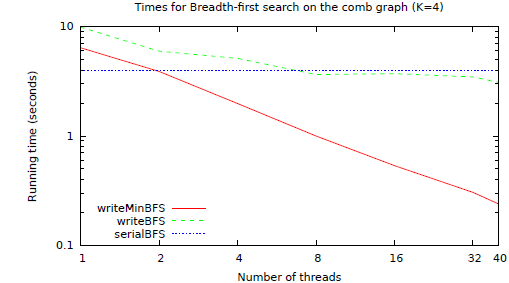 Times for Breadth-first search on the comb graph (K=4)
Running time (seconds)
10
1
0.1
writeMinBFS
writeBFS
serialBFS
1 2 4 8 16 32 40
Number of threads